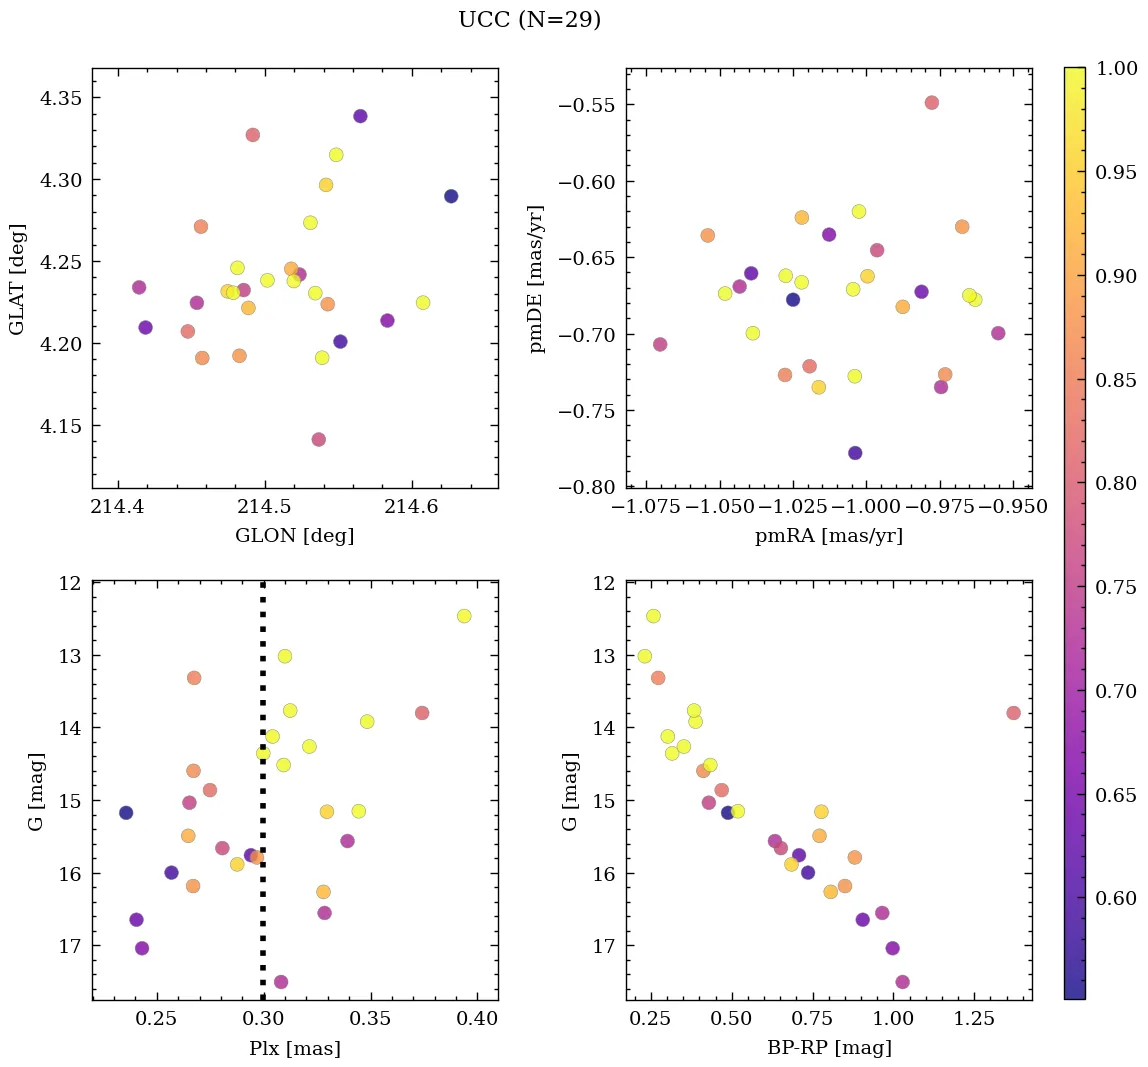 UCC (N=29)
4.35
4.30
4.25
4.20
4.15
GLAT [deg]
214.4 214.5 214.6
GLON [deg]
−0.55
−0.60
−0.65
−0.70
−0.75
−0.80
pmDE [mas/yr]
−1.075 −1.050 −1.025 −1.000 −0.975 −0.950
pmRA [mas/yr]
12
13
14
15
16
17
G [mag]
0.25 0.30 0.35 0.40
Plx [mas]
12
13
14
15
16
17
G [mag]
0.25 0.50 0.75 1.00 1.25
BP-RP [mag]
1.00
0.95
0.90
0.85
0.80
0.75
0.70
0.65
0.60